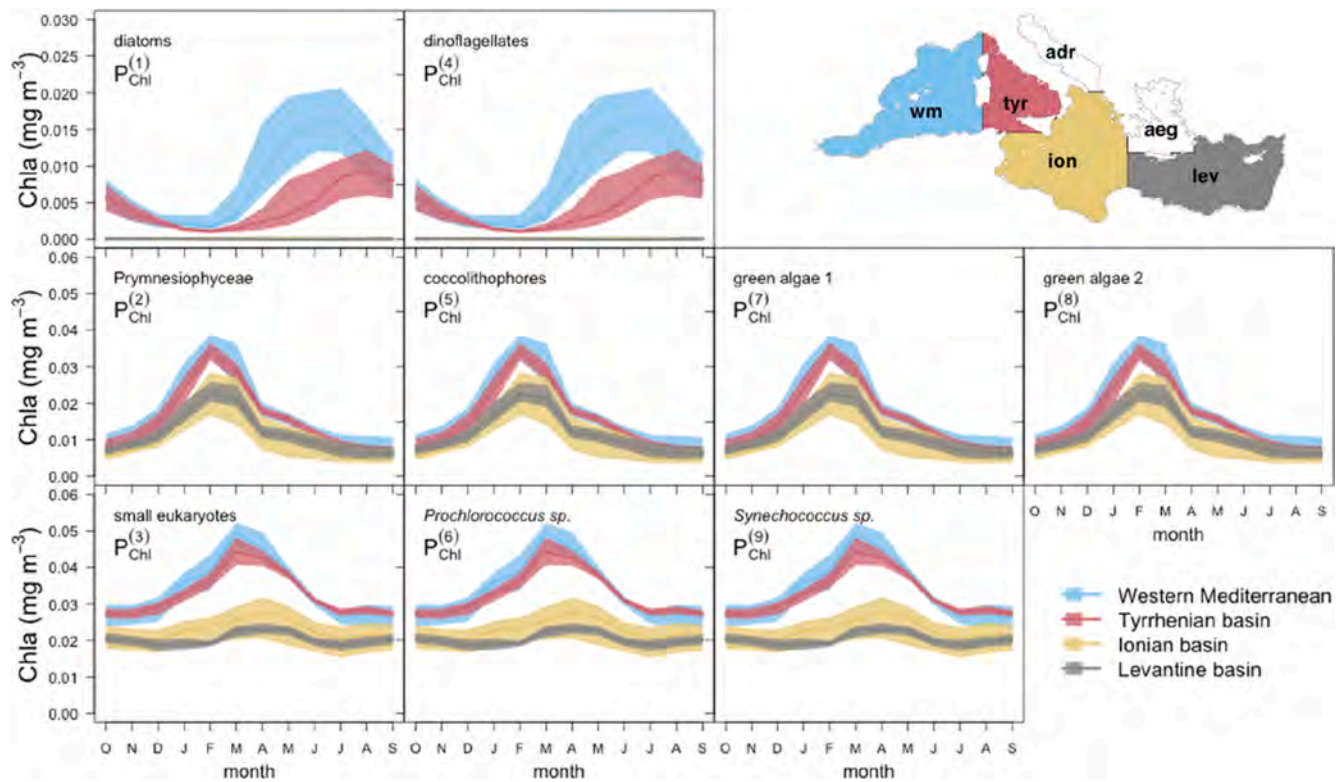 diatoms
P(1)Chl
dinoflagellates
P(4)Chl
Chla (mg m−3)
0.030
0.025
0.020
0.015
0.010
0.005
0.000
adr
wm
tyr
aeg
ion
lev
Prymnesiophyceae
P(2)Chl
coccolithophores
P(5)Chl
green algae 1
P(7)Chl
green algae 2
P(8)Chl
Chla (mg m−3)
0.06
0.05
0.04
0.03
0.02
0.01
0.00
small eukaryotes
P(3)Chl
Prochlorococcus sp.
P(6)Chl
Synechococcus sp.
P(9)Chl
O N D J F M A M J J A S
month
Chla (mg m−3)
0.06
0.05
0.04
0.03
0.02
0.01
0.00
Western Mediterranean
Tyrrhenian basin
Ionian basin
Levantine basin
O N D J F M A M J J A S
O N D J F M A M J J A S
O N D J F M A M J J A S
month
month
month